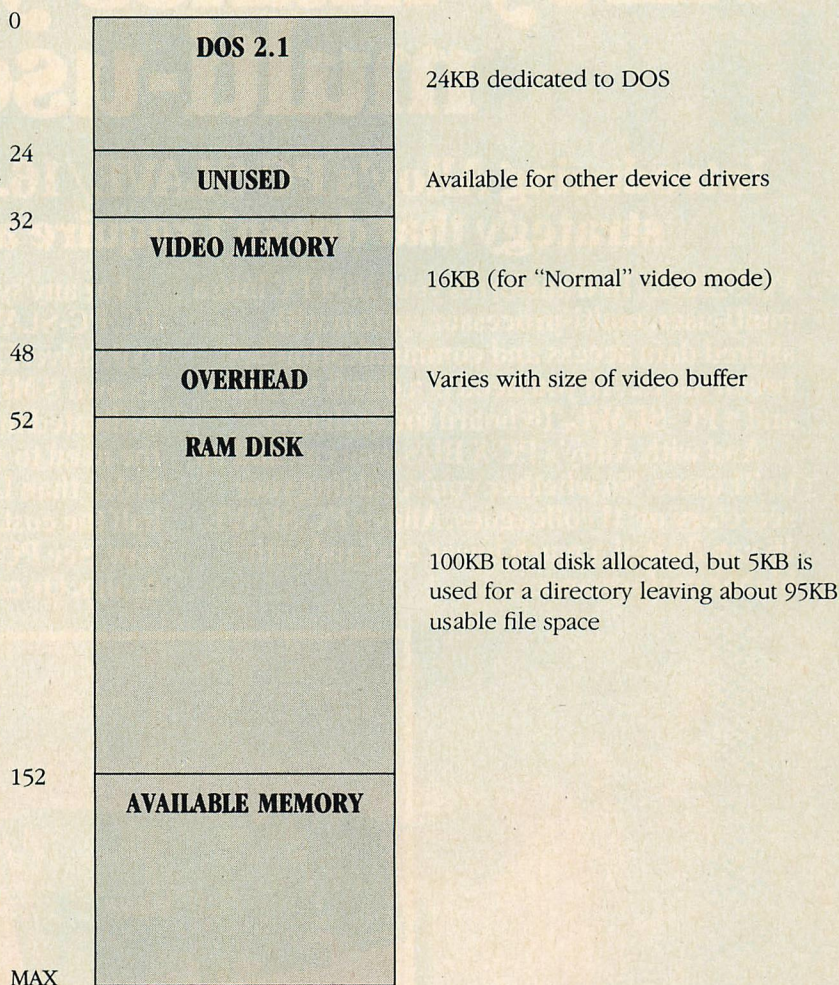 0
DOS 2.1
24KB dedicated to DOS
24
UNUSED
Available for other device drivers
32
VIDEO MEMORY
16KB (for “Normal” video mode)
48
OVERHEAD
Varies with size of video buffer
52
RAM DISK
100KB total disk allocated, but 5KB is
used for a directory leaving about 95KB
usable file space
152
AVAILABLE MEMORY
MAX